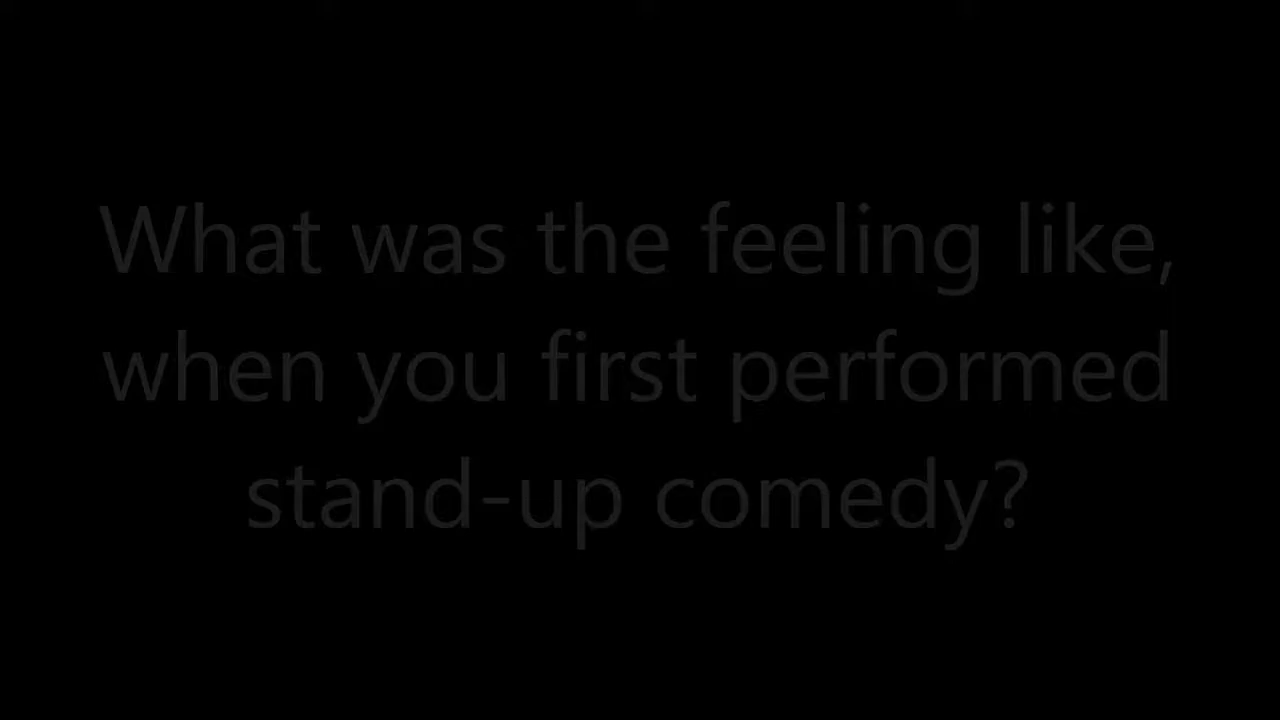 What was the feeling like,
when you first performed
stand-up comedy?